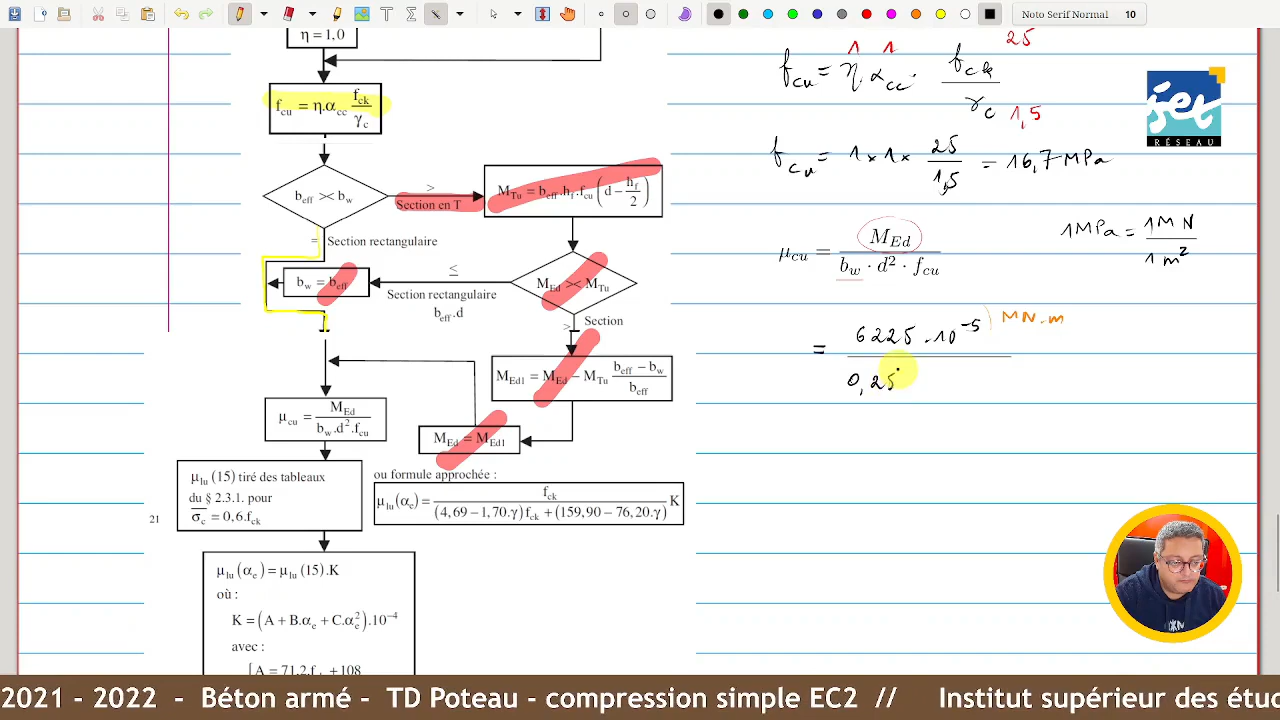 Noto Serif Normal 10
η = 1,0
f_cu = η.α_cc f_ck / γ_c
b_eff >< b_w
>
Section en T
M_Tu = b_eff.h_f.f_cu (d − h_f / 2)
=
Section rectangulaire
b_w = b_eff
≤
Section rectangulaire
b_eff.d
M_Ed >< M_Tu
>
Section
M_Ed1 = M_Ed − M_Tu (b_eff − b_w) / b_eff
M_Ed = M_Ed1
μ_cu = M_Ed / (b_w.d².f_cu)
μ_lu (15) tiré des tableaux
du § 2.3.1. pour
σ_c = 0,6.f_ck
ou formule approchée :
μ_lu(α_e) = f_ck / ((4,69−1,70.γ)f_ck + (159,90−76,20.γ)) K
21
μ_lu(α_e) = μ_lu(15).K
où :
K = (A + B.α_e + C.α_e²).10⁻⁴
avec :
25
1 1
f_cu = η α_cc · f_ck / γ_c
1,5
f_cu = 1 × 1 × 25 / 1,5 = 16,7 MPa
μ_cu = M_Ed / (b_w · d² · f_cu)
1 MPa = 1 MN / 1 m²
= 6225 . 10⁻⁵ MN.m
0,25
iset
RÉSEAU
2021 - 2022 - Béton armé - TD Poteau - compression simple EC2 // Institut supérieur des étud